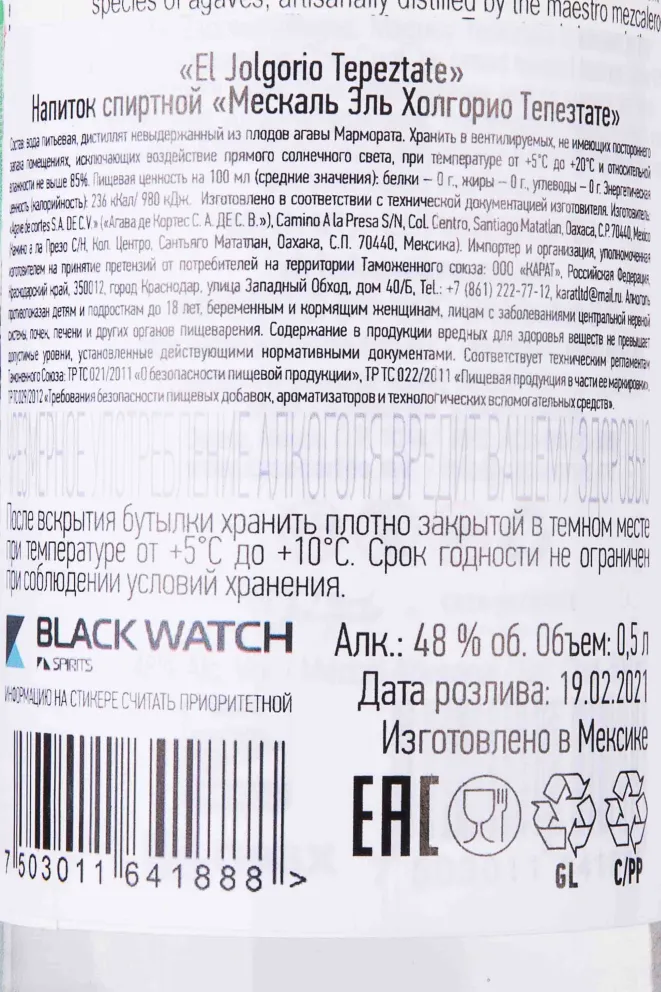 species of agaves, artisanally distilled by the maestro mezcalero
«El Jolgorio Tepeztate»
Напиток спиртной «Мескаль Эль Холгорио Тепезтате»
Состав: вода питьевая, дистиллят невыдержанный из плодов агавы Мармората. Хранить в вентилируемых, не имеющих постороннего
запаха помещениях, исключающих воздействие прямого солнечного света, при температуре от +5°C до +20°C и относительной
влажности не выше 85%. Пищевая ценность на 100 мл (средние значения): белки – 0 г., жиры – 0 г., углеводы – 0 г. Энергетическая
ценность (калорийность): 236 кКал/ 980 кДж. Изготовлено в соответствии с технической документацией изготовителя. Изготовитель:
«Agave de cortes S.A. DE C.V.» («Агава де Кортес С. А. ДЕ С. В.»), Camino A la Presa S/N, Col. Centro, Santiago Matatlan, Oaxaca, C.P. 70440, Mexico
Камино а ла Презо С/Н, Кол. Центро, Сантьяго Мататлан, Оахака, С.П. 70440, Мексика). Импортер и организация, уполномоченная
изготовителем на принятие претензий от потребителей на территории Таможенного союза: ООО «КАРАТ», Российская Федерация,
Краснодарский край, 350012, город Краснодар, улица Западный Обход, дом 40/Б, Tel.: +7 (861) 222-77-12, karatltd@mail.ru. Алкоголь
противопоказан детям и подросткам до 18 лет, беременным и кормящим женщинам, лицам с заболеваниями центральной нервной
системы, почек, печени и других органов пищеварения. Содержание в продукции вредных для здоровья веществ не превышает
допустимые уровни, установленные действующими нормативными документами. Соответствует техническим регламентам
Таможенного Союза: ТР ТС 021/2011 «О безопасности пищевой продукции», ТР ТС 022/2011 «Пищевая продукция в части ее маркировки»,
ТР ТС 029/2012 «Требования безопасности пищевых добавок, ароматизаторов и технологических вспомогательных средств».
ЧРЕЗМЕРНОЕ УПОТРЕБЛЕНИЕ АЛКОГОЛЯ ВРЕДИТ ВАШЕМУ ЗДОРОВЬЮ
После вскрытия бутылки хранить плотно закрытой в темном месте
при температуре от +5°C до +10°C. Срок годности не ограничен
при соблюдении условий хранения.
BLACK WATCH
SPIRITS
ИНФОРМАЦИЮ НА СТИКЕРЕ СЧИТАТЬ ПРИОРИТЕТНОЙ
Алк.: 48 % об. Объем: 0,5 л
Дата розлива: 19.02.2021
Изготовлено в Мексике
EAC
GL C/PP
7 503011 641888 >